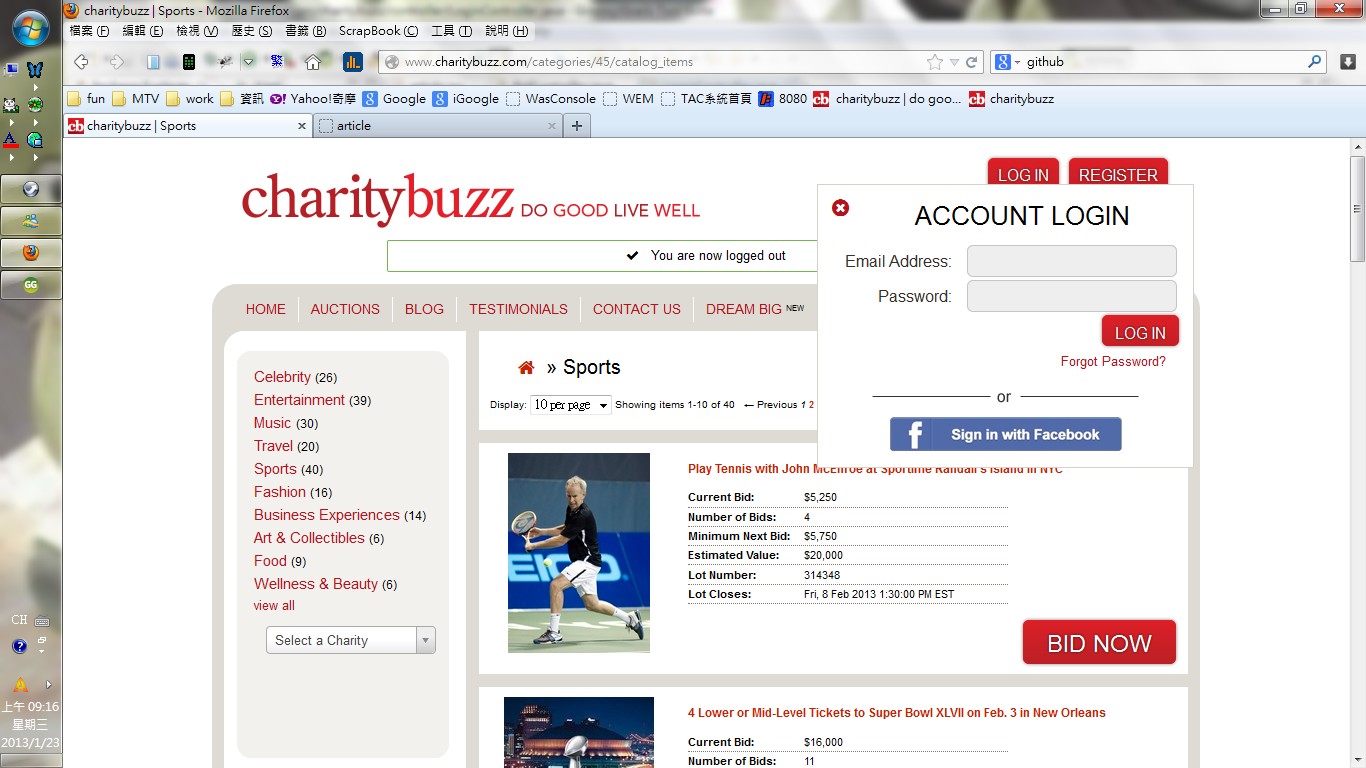 charitybuzz | Sports - Mozilla Firefox
檔案 (F) 編輯 (E) 檢視 (V) 歷史 (S) 書籤 (B) ScrapBook (C) 工具 (T) 說明 (H)
www.charitybuzz.com/categories/45/catalog_items
github
fun MTV work 資訊 Yahoo!奇摩 Google iGoogle WasConsole WEM TAC系統首頁 8080 charitybuzz | do goo... charitybuzz
charitybuzz | Sports
article
LOG IN REGISTER
charitybuzz DO GOOD LIVE WELL
You are now logged out
ACCOUNT LOGIN
Email Address:
Password:
LOG IN
Forgot Password?
or
Sign in with Facebook
HOME AUCTIONS BLOG TESTIMONIALS CONTACT US DREAM BIG NEW
Celebrity (26)
Entertainment (39)
Music (30)
Travel (20)
Sports (40)
Fashion (16)
Business Experiences (14)
Art & Collectibles (6)
Food (9)
Wellness & Beauty (6)
view all
Select a Charity
» Sports
Display: 10 per page Showing items 1-10 of 40 ← Previous 1 2
Play Tennis with John McEnroe at Sportime Randall's Island in NYC
Current Bid: $5,250
Number of Bids: 4
Minimum Next Bid: $5,750
Estimated Value: $20,000
Lot Number: 314348
Lot Closes: Fri, 8 Feb 2013 1:30:00 PM EST
BID NOW
GEICO
4 Lower or Mid-Level Tickets to Super Bowl XLVII on Feb. 3 in New Orleans
Current Bid: $16,000
Number of Bids: 11
CH
上午 09:16
星期三
2013/1/23